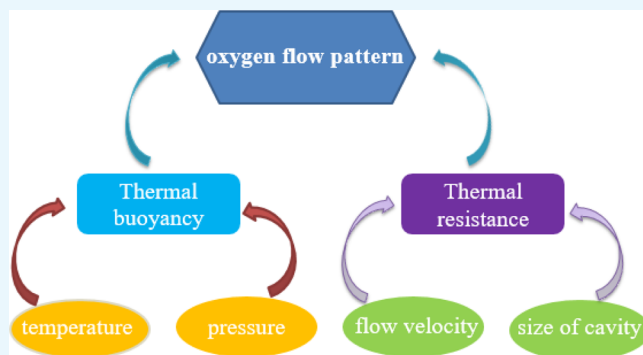 oxygen flow pattern
Thermal
buoyancy
Thermal
resistance
temperature
pressure
flow velocity
size of cavity